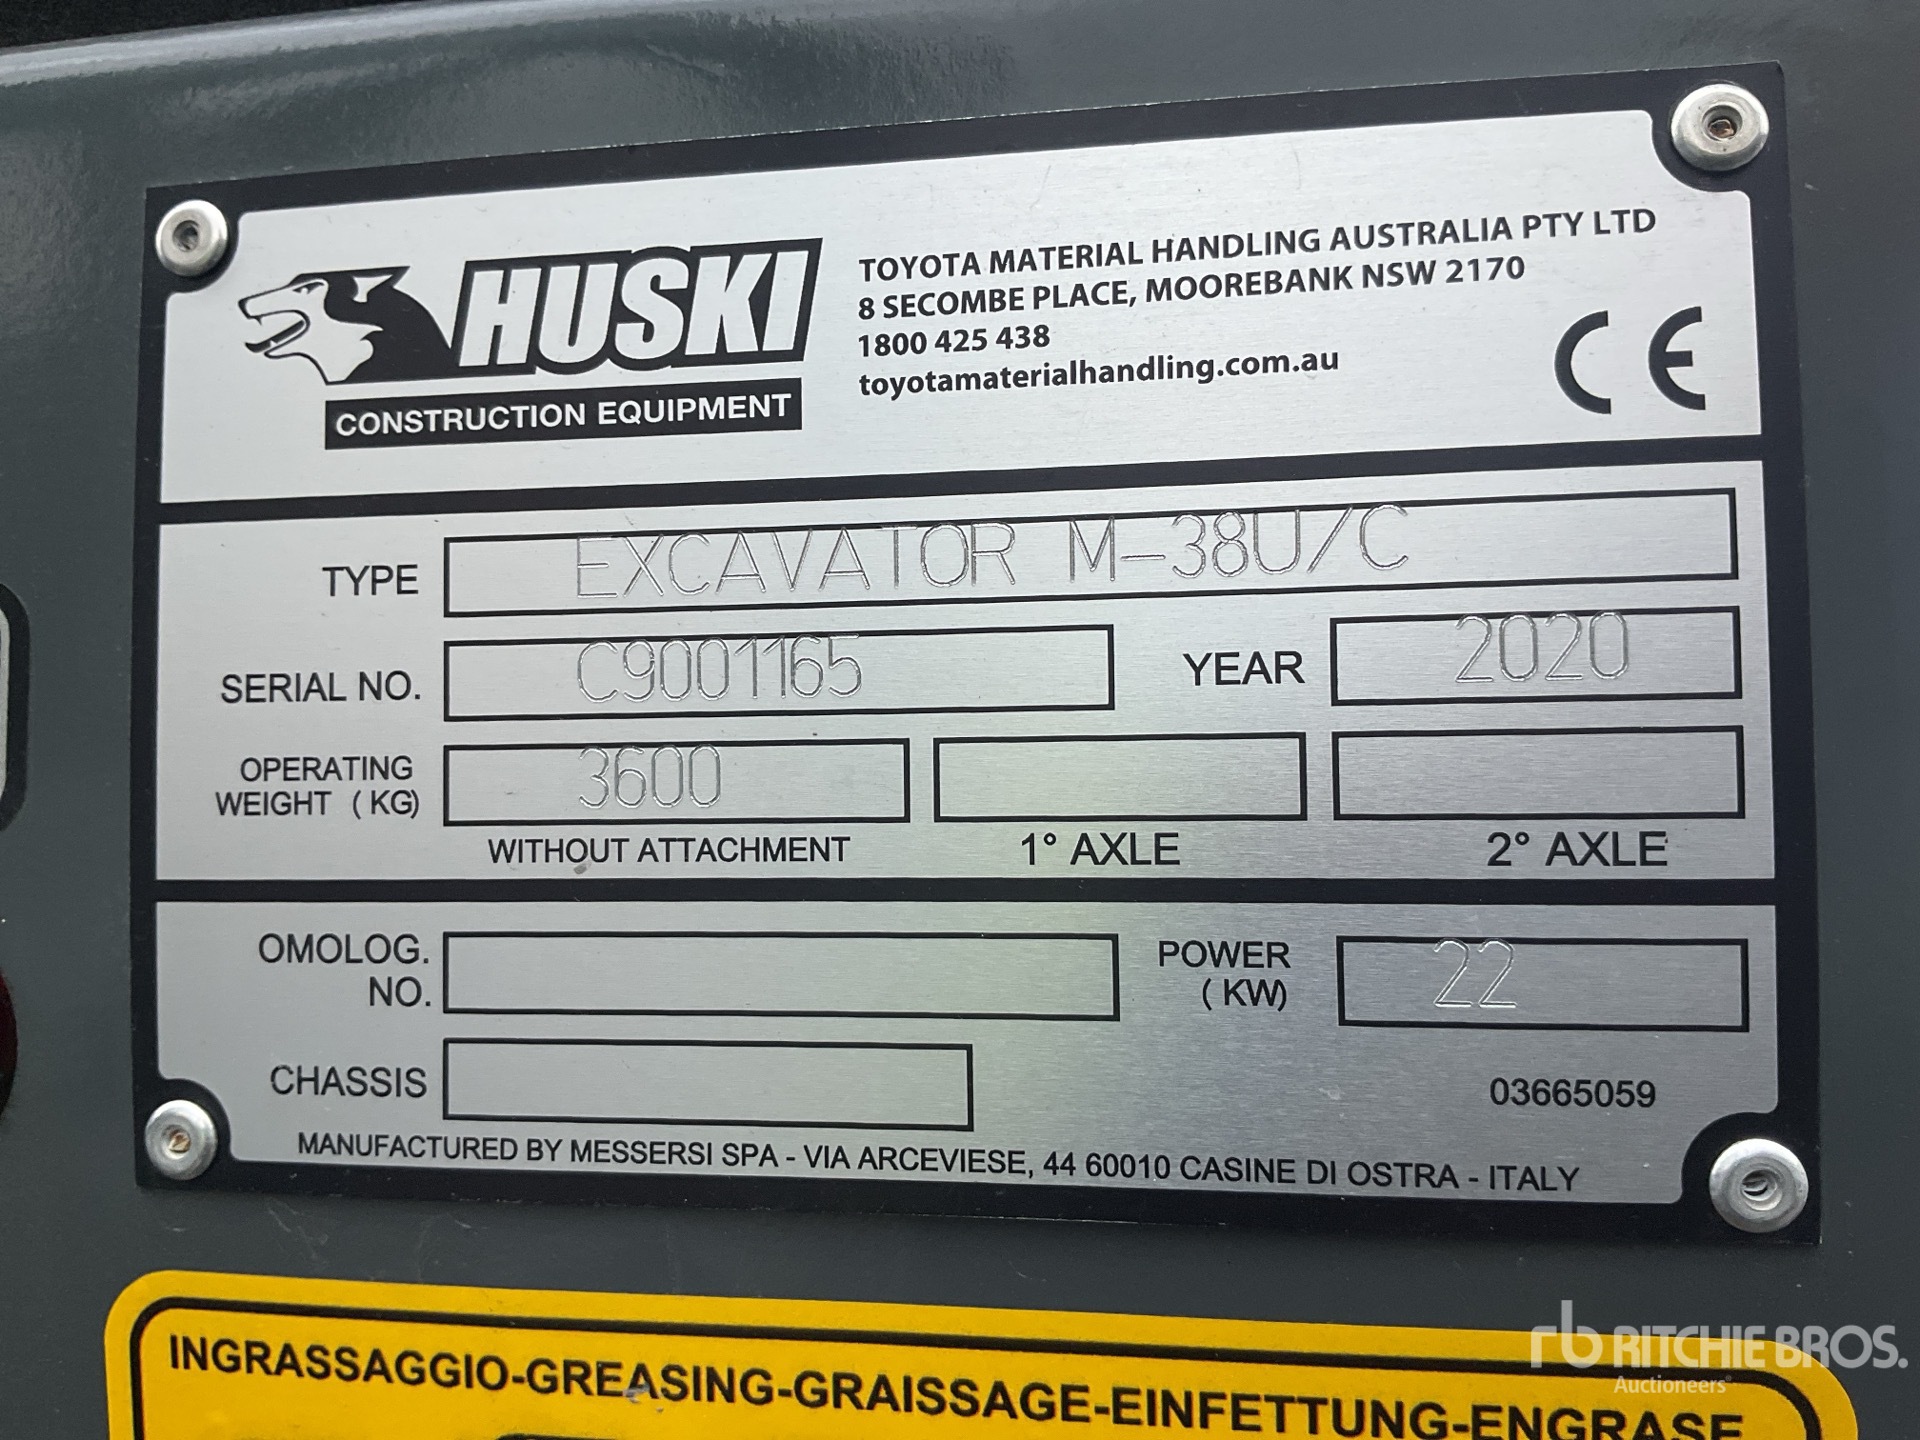 HUSKI
CONSTRUCTION EQUIPMENT
TOYOTA MATERIAL HANDLING AUSTRALIA PTY LTD
8 SECOMBE PLACE, MOOREBANK NSW 2170
1800 425 438
toyotamaterialhandling.com.au
CE
TYPE EXCAVATOR M-38U/C
SERIAL NO. C9001165 YEAR 2020
OPERATING
WEIGHT (KG) 3600
WITHOUT ATTACHMENT 1° AXLE 2° AXLE
OMOLOG.
NO.
POWER
(KW) 22
CHASSIS
03665059
MANUFACTURED BY MESSERSI SPA - VIA ARCEVIESE, 44 60010 CASINE DI OSTRA - ITALY
INGRASSAGGIO-GREASING-GRAISSAGE-EINFETTUNG-ENGRASE
rb RITCHIE BROS.
Auctioneers